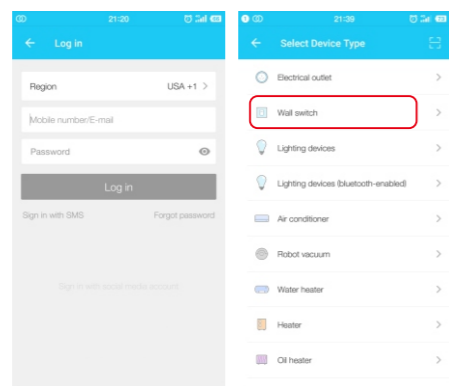 21:20
Log in
Region
USA +1
Mobile number/E-mail
Password
Log in
Sign in with SMS
Forgot password
Sign in with social media account
21:39
Select Device Type
Electrical outlet
Wall switch
Lighting devices
Lighting devices (bluetooth-enabled)
Air conditioner
Robot vacuum
Water heater
Heater
Oil heater